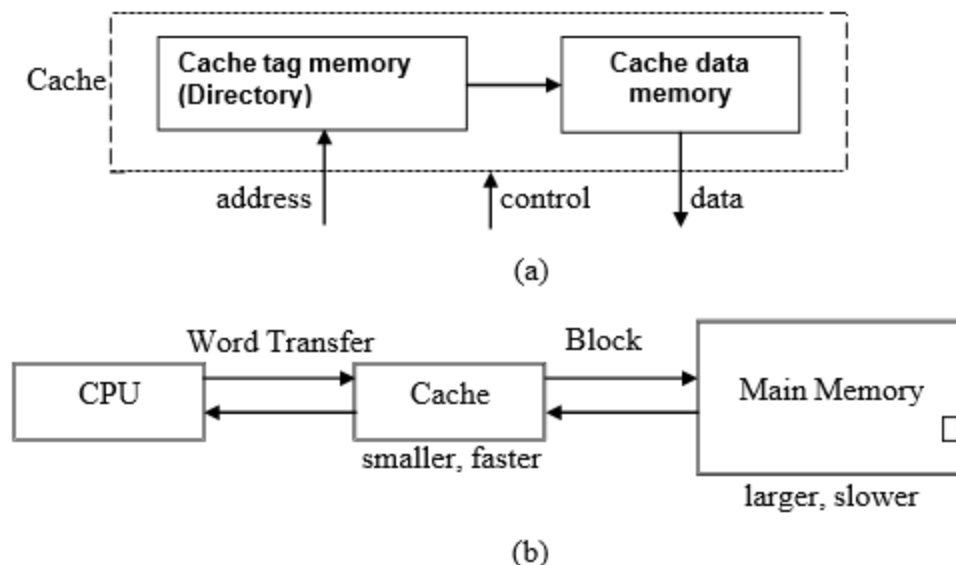 Cache
Cache tag memory
(Directory)
Cache data
memory
address
control
data
(a)
Word Transfer
Block
CPU
Cache
Main Memory
smaller, faster
larger, slower
(b)